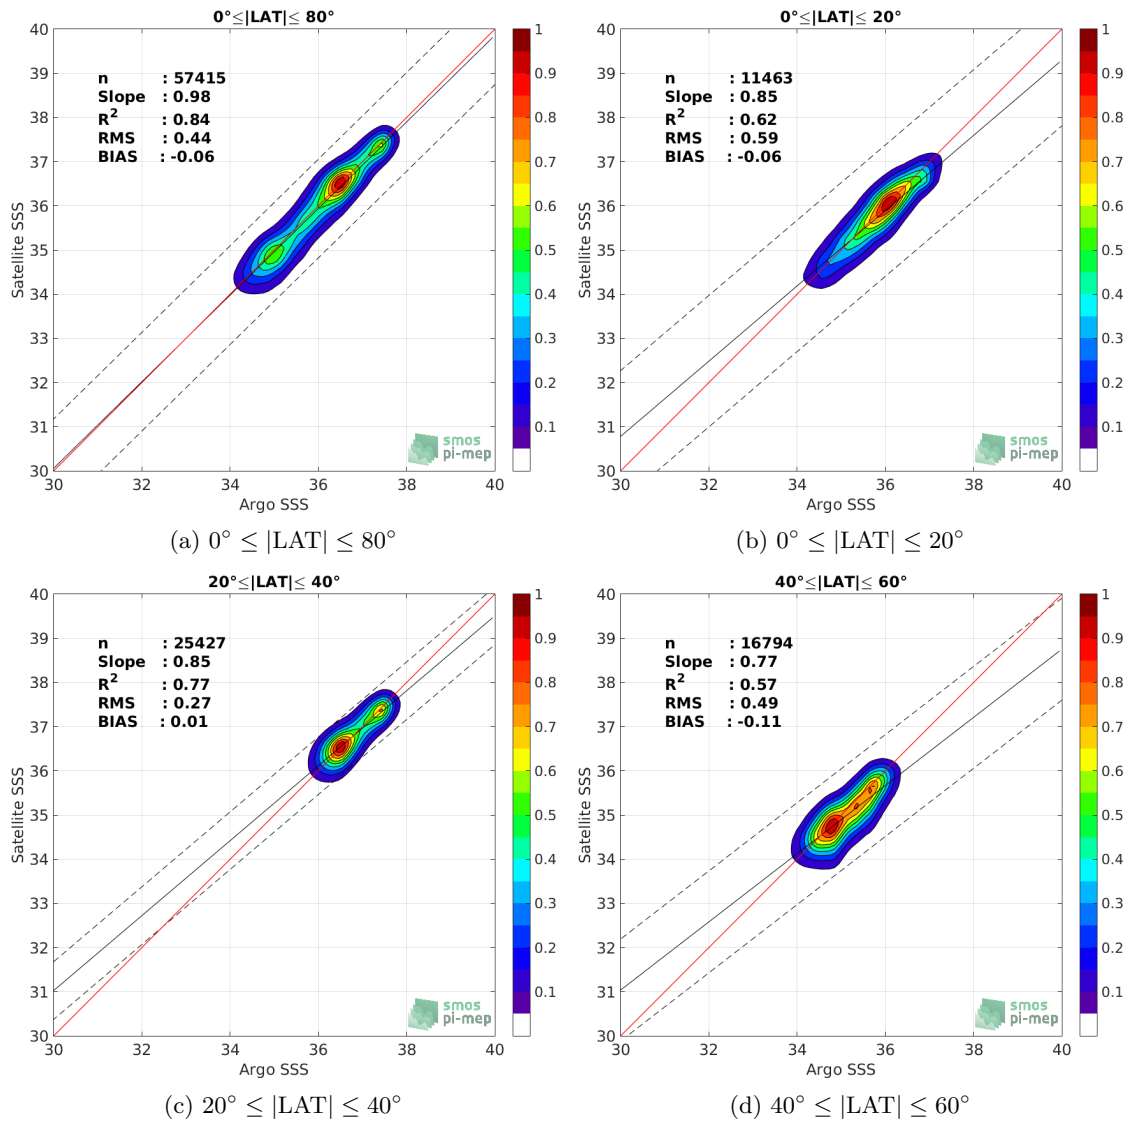 0°≤|LAT|≤ 80°
n : 57415
Slope : 0.98
R2 : 0.84
RMS : 0.44
BIAS : -0.06
Satellite SSS
40
39
38
37
36
35
34
33
32
31
30
30 32 34 36 38 40
Argo SSS
1
0.9
0.8
0.7
0.6
0.5
0.4
0.3
0.2
0.1
smos
pi-mep
(a) 0° ≤ |LAT| ≤ 80°
0°≤|LAT|≤ 20°
n : 11463
Slope : 0.85
R2 : 0.62
RMS : 0.59
BIAS : -0.06
Satellite SSS
40
39
38
37
36
35
34
33
32
31
30
30 32 34 36 38 40
Argo SSS
1
0.9
0.8
0.7
0.6
0.5
0.4
0.3
0.2
0.1
smos
pi-mep
(b) 0° ≤ |LAT| ≤ 20°
20°≤|LAT|≤ 40°
n : 25427
Slope : 0.85
R2 : 0.77
RMS : 0.27
BIAS : 0.01
Satellite SSS
40
39
38
37
36
35
34
33
32
31
30
30 32 34 36 38 40
Argo SSS
1
0.9
0.8
0.7
0.6
0.5
0.4
0.3
0.2
0.1
smos
pi-mep
(c) 20° ≤ |LAT| ≤ 40°
40°≤|LAT|≤ 60°
n : 16794
Slope : 0.77
R2 : 0.57
RMS : 0.49
BIAS : -0.11
Satellite SSS
40
39
38
37
36
35
34
33
32
31
30
30 32 34 36 38 40
Argo SSS
1
0.9
0.8
0.7
0.6
0.5
0.4
0.3
0.2
0.1
smos
pi-mep
(d) 40° ≤ |LAT| ≤ 60°